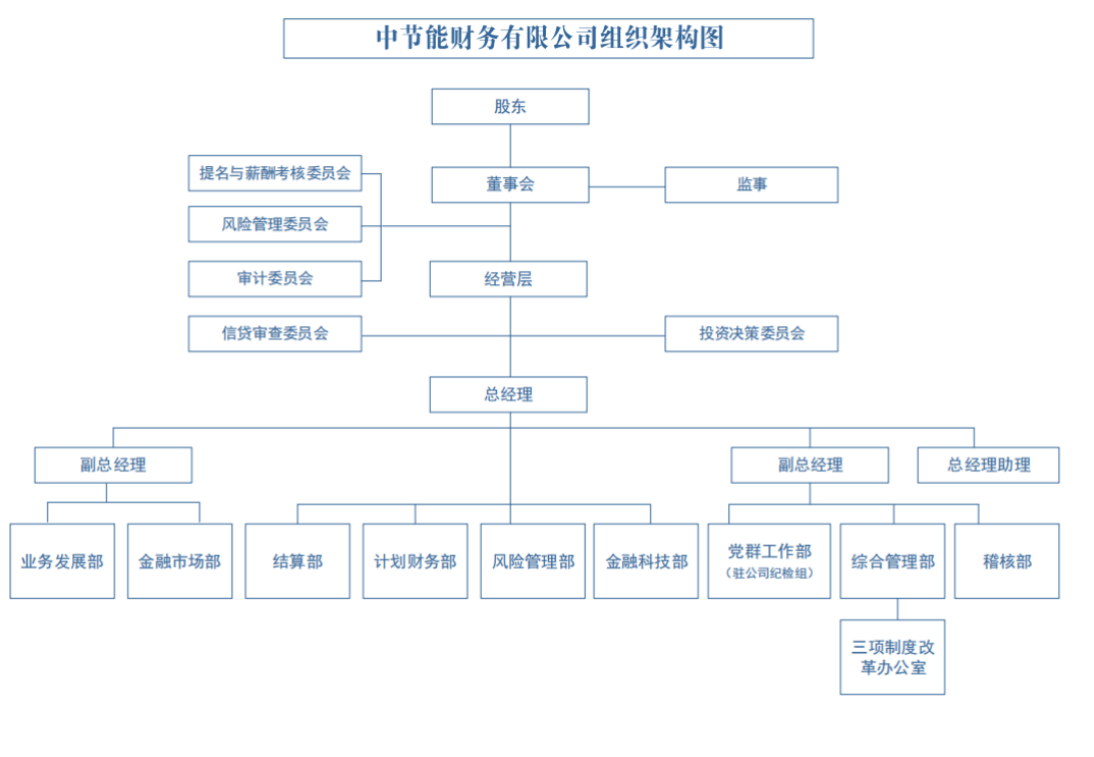 中节能财务有限公司组织架构图
股东
提名与薪酬考核委员会
董事会
监事
风险管理委员会
审计委员会
经营层
信贷审查委员会
投资决策委员会
总经理
副总经理
副总经理
总经理助理
业务发展部
金融市场部
结算部
计划财务部
风险管理部
金融科技部
党群工作部
（驻公司纪检组）
综合管理部
稽核部
三项制度改
革办公室